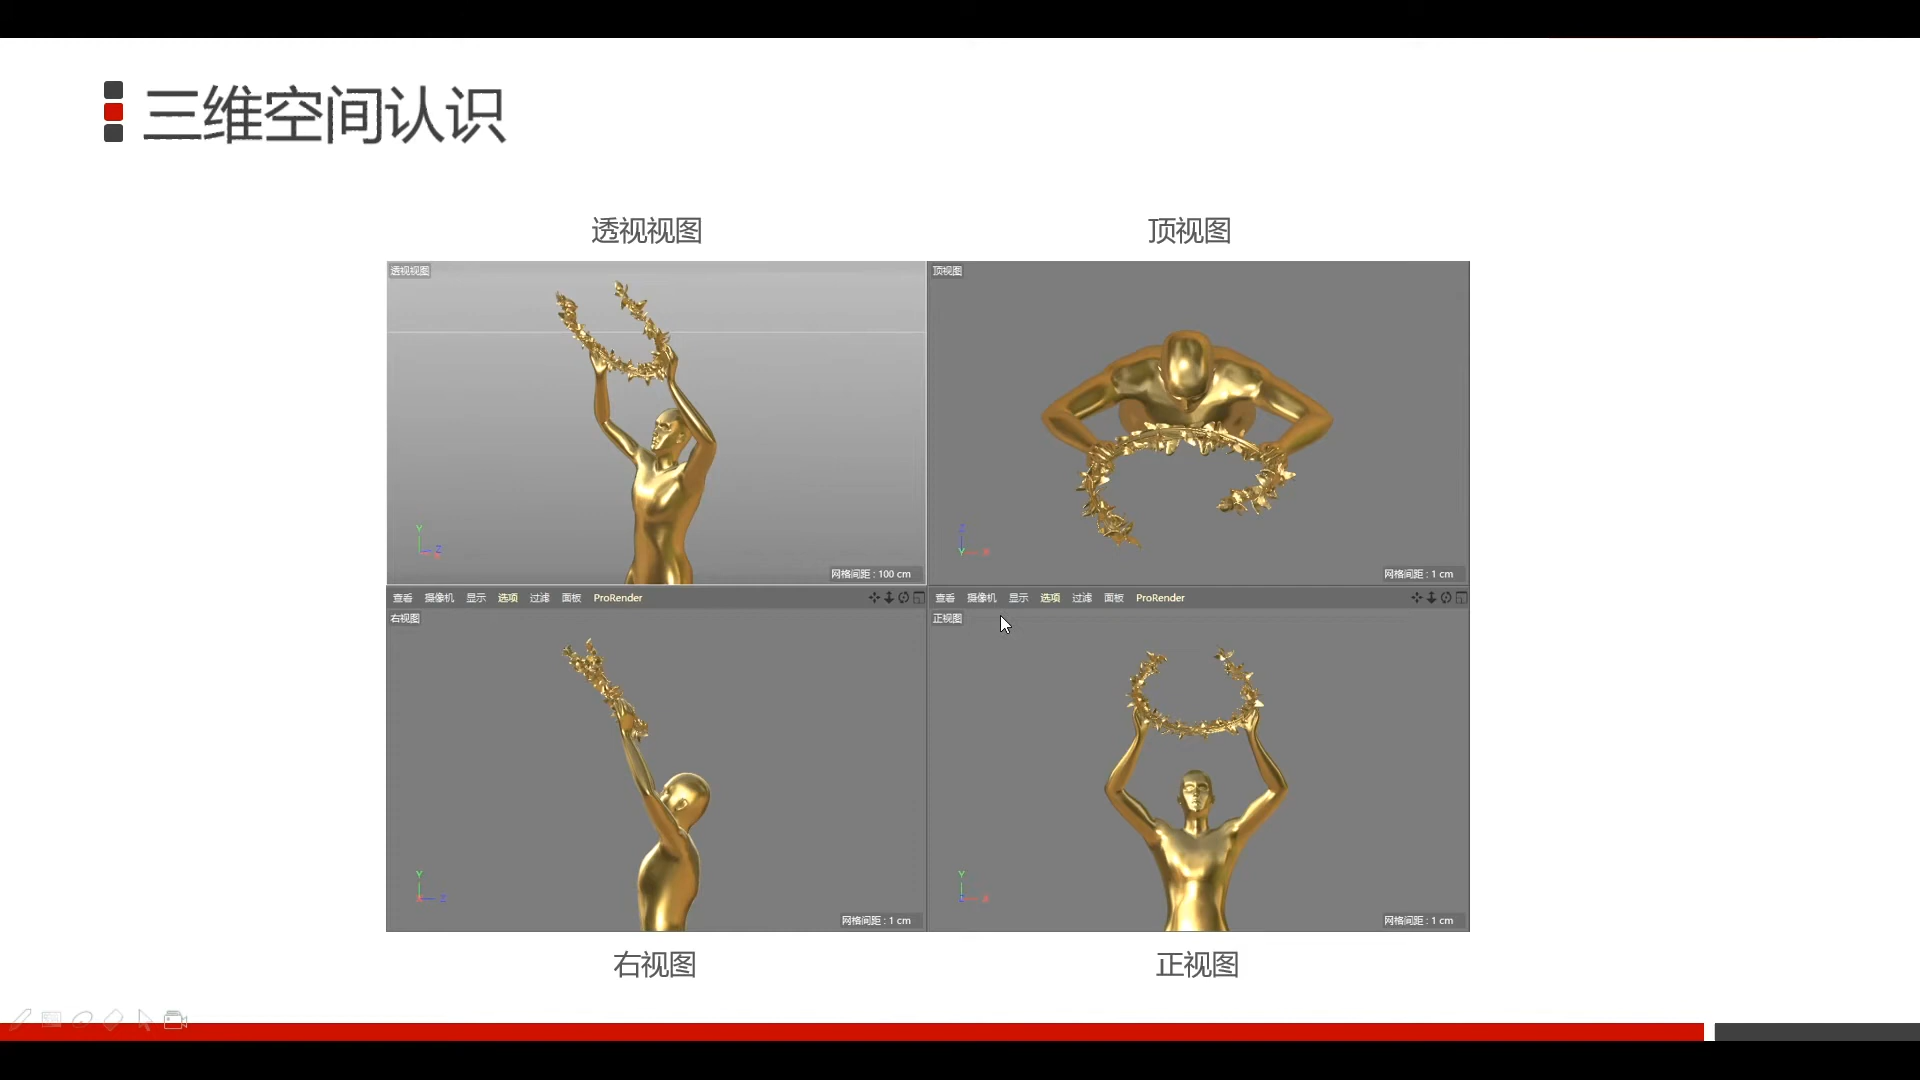 三维空间认识
透视视图
顶视图
透视视图
顶视图
Y
Z
Z
Y
X
网格间距 : 100 cm
网格间距 : 1 cm
查看 摄像机 显示 选项 过滤 面板 ProRender
查看 摄像机 显示 选项 过滤 面板 ProRender
右视图
正视图
Y
Z
Y
X
网格间距 : 1 cm
网格间距 : 1 cm
右视图
正视图